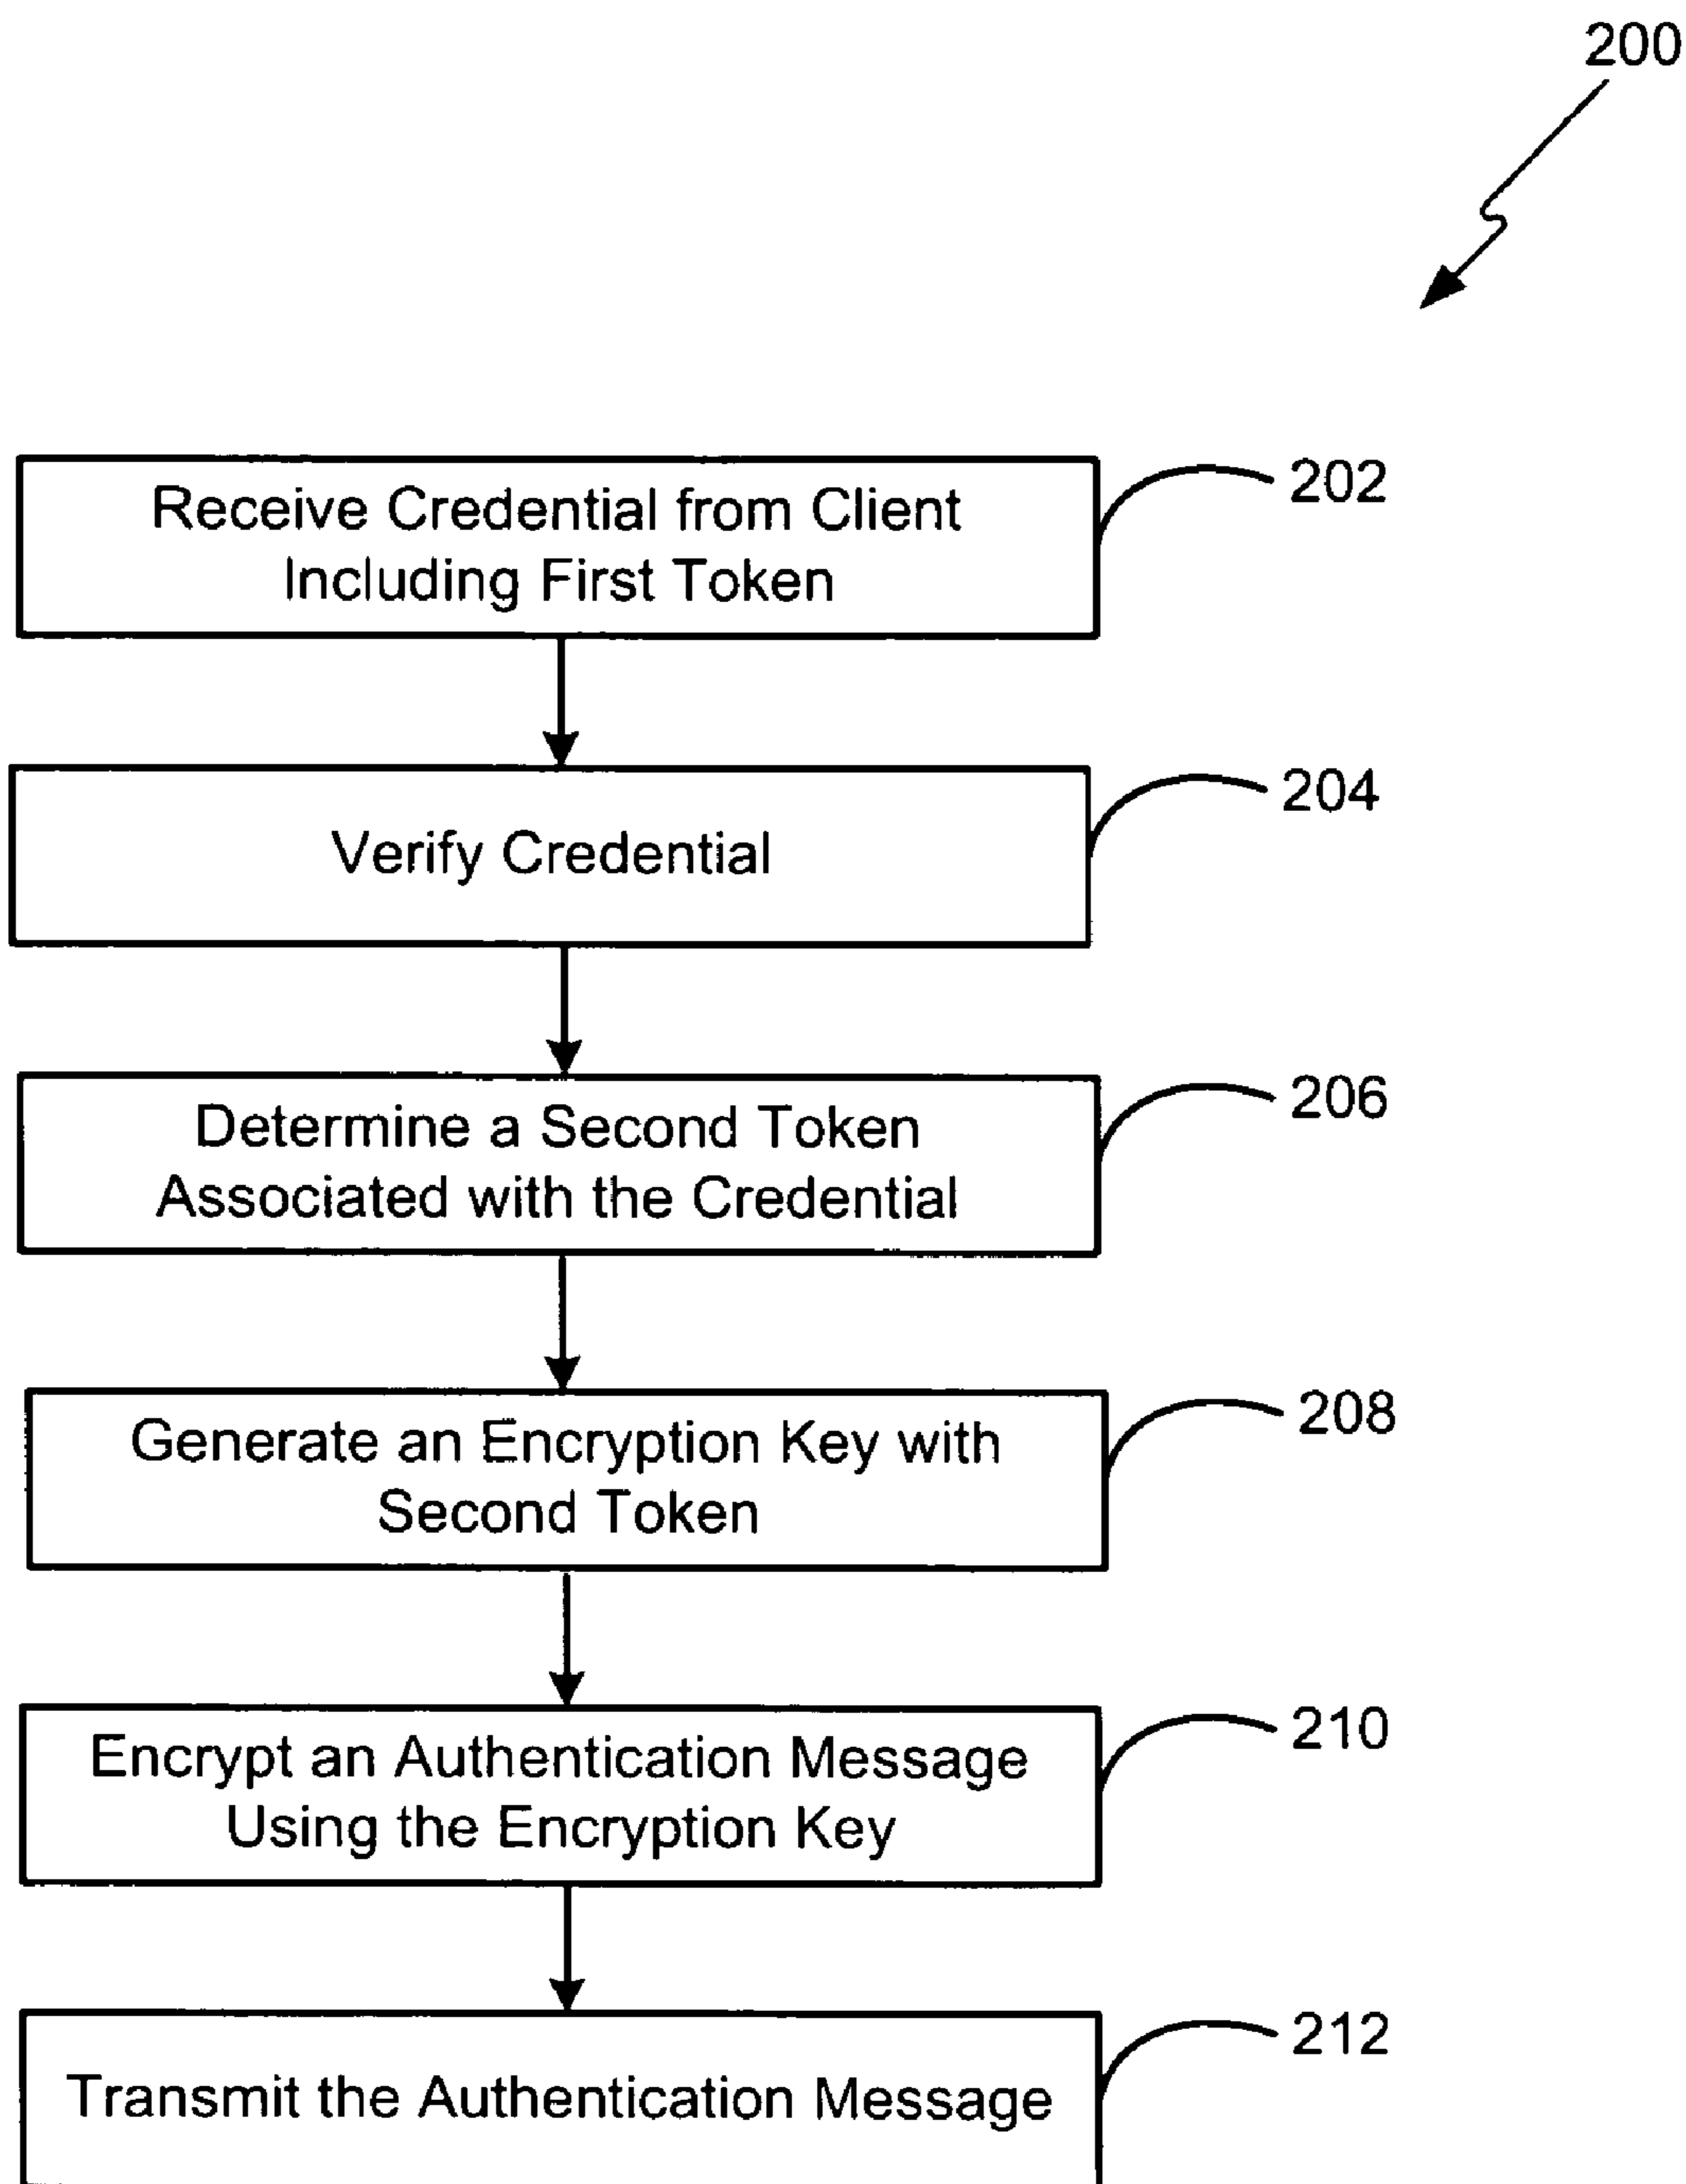 200
Receive Credential from Client
Including First Token
202
Verify Credential
204
Determine a Second Token
Associated with the Credential
206
Generate an Encryption Key with
Second Token
208
Encrypt an Authentication Message
Using the Encryption Key
210
Transmit the Authentication Message
212